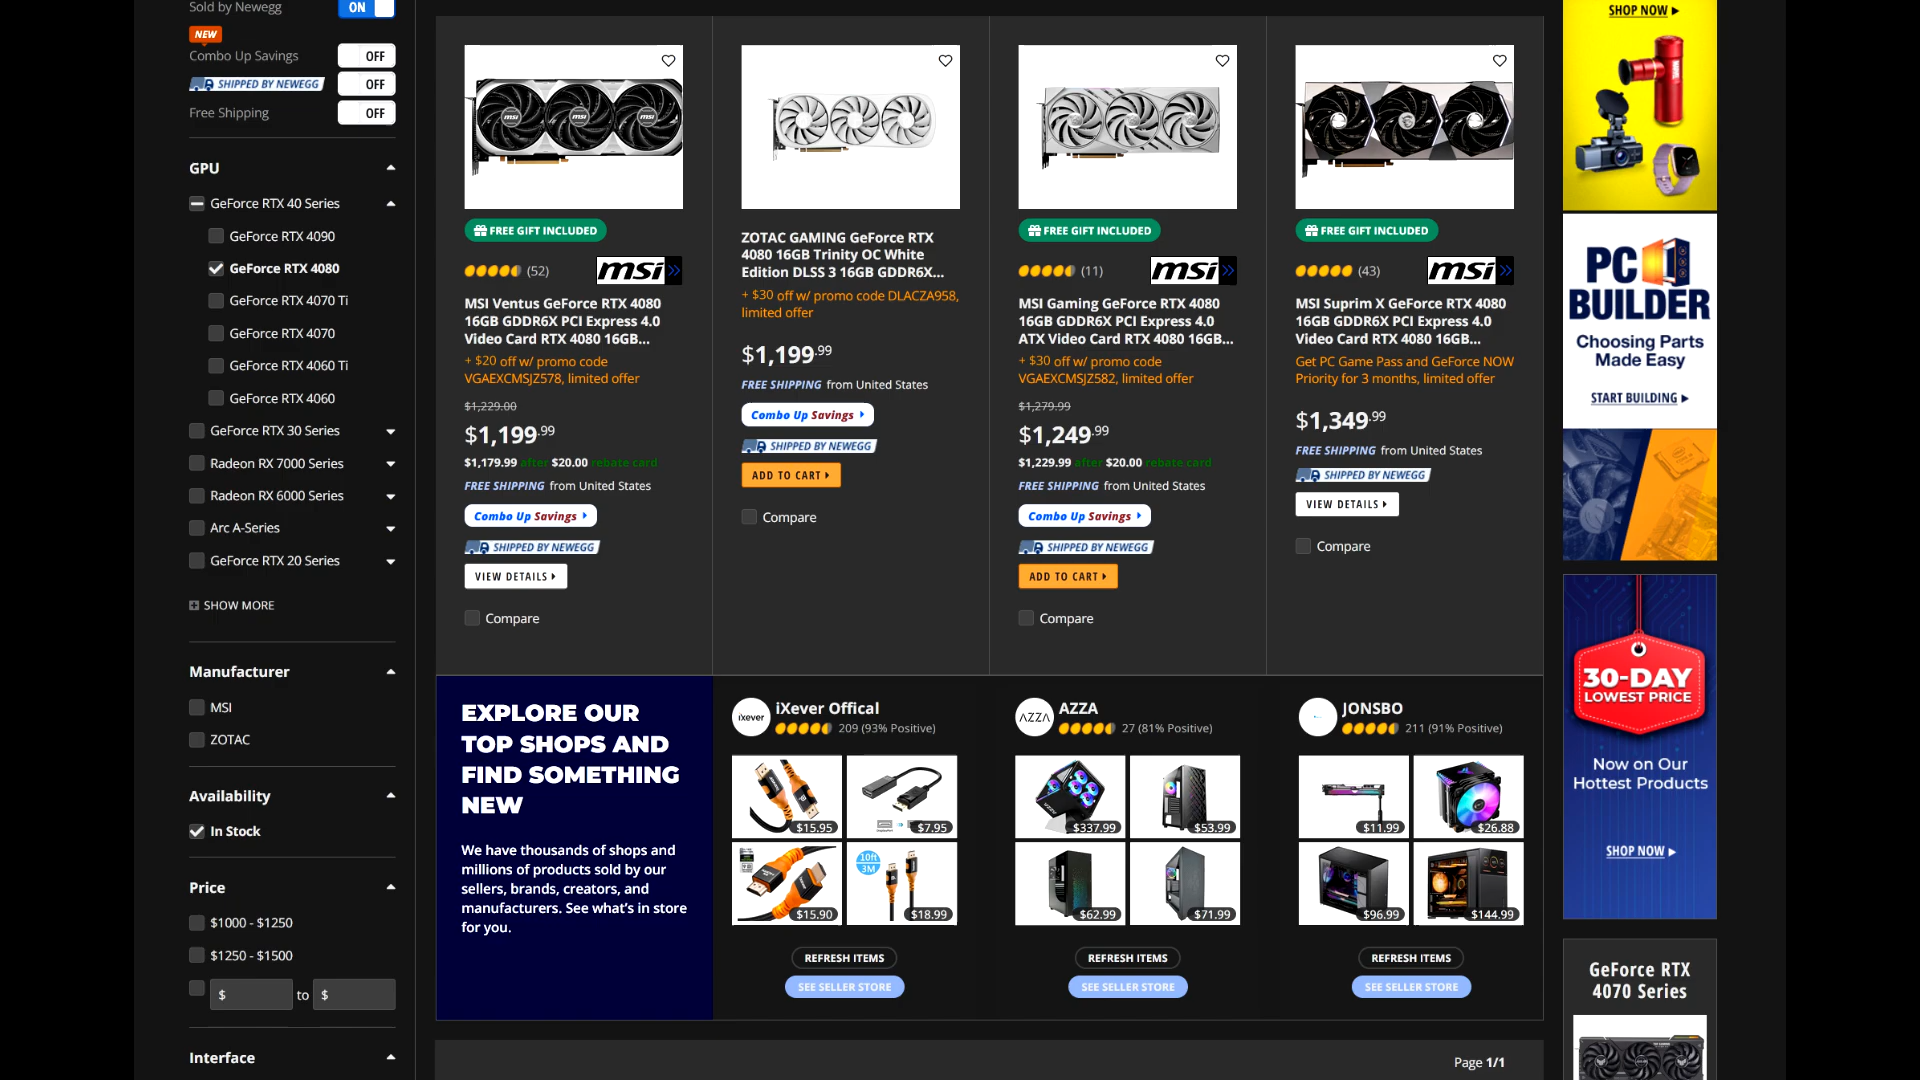 Sold by Newegg
ON
NEW
Combo Up Savings
OFF
SHIPPED BY NEWEGG
OFF
Free Shipping
OFF
GPU
GeForce RTX 40 Series
GeForce RTX 4090
GeForce RTX 4080
GeForce RTX 4070 Ti
GeForce RTX 4070
GeForce RTX 4060 Ti
GeForce RTX 4060
GeForce RTX 30 Series
Radeon RX 7000 Series
Radeon RX 6000 Series
Arc A-Series
GeForce RTX 20 Series
SHOW MORE
Manufacturer
MSI
ZOTAC
Availability
In Stock
Price
$1000 - $1250
$1250 - $1500
$ to $
Interface
FREE GIFT INCLUDED
(52)
msi
MSI Ventus GeForce RTX 4080
16GB GDDR6X PCI Express 4.0
Video Card RTX 4080 16GB...
+ $20 off w/ promo code
VGAEXCMSJZ578, limited offer
$1,229.00
$1,199.99
$1,179.99 after $20.00 rebate card
FREE SHIPPING from United States
Combo Up Savings
SHIPPED BY NEWEGG
VIEW DETAILS
Compare
ZOTAC GAMING GeForce RTX
4080 16GB Trinity OC White
Edition DLSS 3 16GB GDDR6X...
+ $30 off w/ promo code DLACZA958,
limited offer
$1,199.99
FREE SHIPPING from United States
Combo Up Savings
SHIPPED BY NEWEGG
ADD TO CART
Compare
FREE GIFT INCLUDED
(11)
msi
MSI Gaming GeForce RTX 4080
16GB GDDR6X PCI Express 4.0
ATX Video Card RTX 4080 16GB...
+ $30 off w/ promo code
VGAEXCMSJZ582, limited offer
$1,279.99
$1,249.99
$1,229.99 after $20.00 rebate card
FREE SHIPPING from United States
Combo Up Savings
SHIPPED BY NEWEGG
ADD TO CART
Compare
FREE GIFT INCLUDED
(43)
msi
MSI Suprim X GeForce RTX 4080
16GB GDDR6X PCI Express 4.0
Video Card RTX 4080 16GB...
Get PC Game Pass and GeForce NOW
Priority for 3 months, limited offer
$1,349.99
FREE SHIPPING from United States
SHIPPED BY NEWEGG
VIEW DETAILS
Compare
EXPLORE OUR
TOP SHOPS AND
FIND SOMETHING
NEW
We have thousands of shops and
millions of products sold by our
sellers, brands, creators, and
manufacturers. See what's in store
for you.
ixever
iXever Offical
209 (93% Positive)
$15.95
$7.95
10ft
3M
$15.90
$18.99
REFRESH ITEMS
SEE SELLER STORE
AZZA
AZZA
27 (81% Positive)
$337.99
$53.99
$62.99
$71.99
REFRESH ITEMS
SEE SELLER STORE
JONSBO
211 (91% Positive)
$11.99
$26.88
$96.99
$144.99
REFRESH ITEMS
SEE SELLER STORE
Page 1/1
SHOP NOW
PC
BUILDER
Choosing Parts
Made Easy
START BUILDING
30-DAY
LOWEST PRICE
Now on Our
Hottest Products
SHOP NOW
GeForce RTX
4070 Series